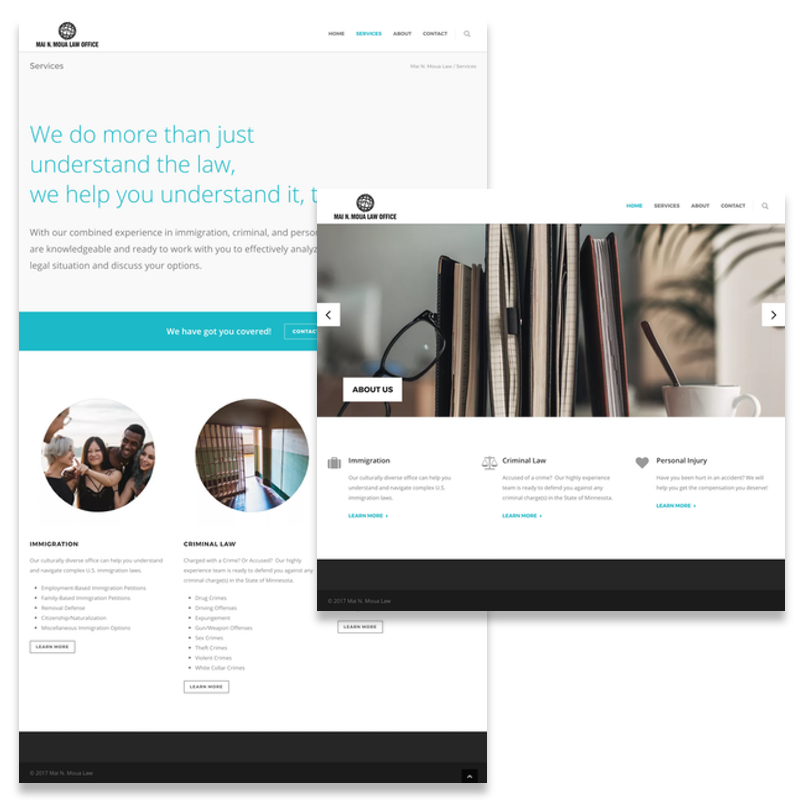 MAI N. MOUA LAW OFFICE
HOME SERVICES ABOUT CONTACT
Services
Mai N. Moua Law / Services
We do more than just
understand the law,
we help you understand it, t
With our combined experience in immigration, criminal, and person
are knowledgeable and ready to work with you to effectively analyz
legal situation and discuss your options.
We have got you covered!
CONTAC
IMMIGRATION
Our culturally diverse office can help you understand
and navigate complex U.S. immigration laws.
Employment-Based Immigration Petitions
Family-Based Immigration Petitions
Removal Defense
Citizenship/Naturalization
Miscellaneous Immigration Options
LEARN MORE
CRIMINAL LAW
Charged with a Crime? Or Accused? Our highly
experience team is ready to defend you against any
criminal charge(s) in the State of Minnesota.
Drug Crimes
Driving Offenses
Expungement
Gun/Weapon Offenses
Sex Crimes
Theft Crimes
Violent Crimes
White Collar Crimes
LEARN MORE
LEARN MORE
© 2017 Mai N. Moua Law
MAI N. MOUA LAW OFFICE
HOME SERVICES ABOUT CONTACT
ABOUT US
Immigration
Our culturally diverse office can help you
understand and navigate complex U.S.
immigration laws.
LEARN MORE ›
Criminal Law
Accused of a crime? Our highly experience
team is ready to defend you against any
criminal charge(s) in the State of Minnesota.
LEARN MORE ›
Personal Injury
Have you been hurt in an accident? We will
help you get the compensation you deserve!
LEARN MORE ›
© 2017 Mai N. Moua Law